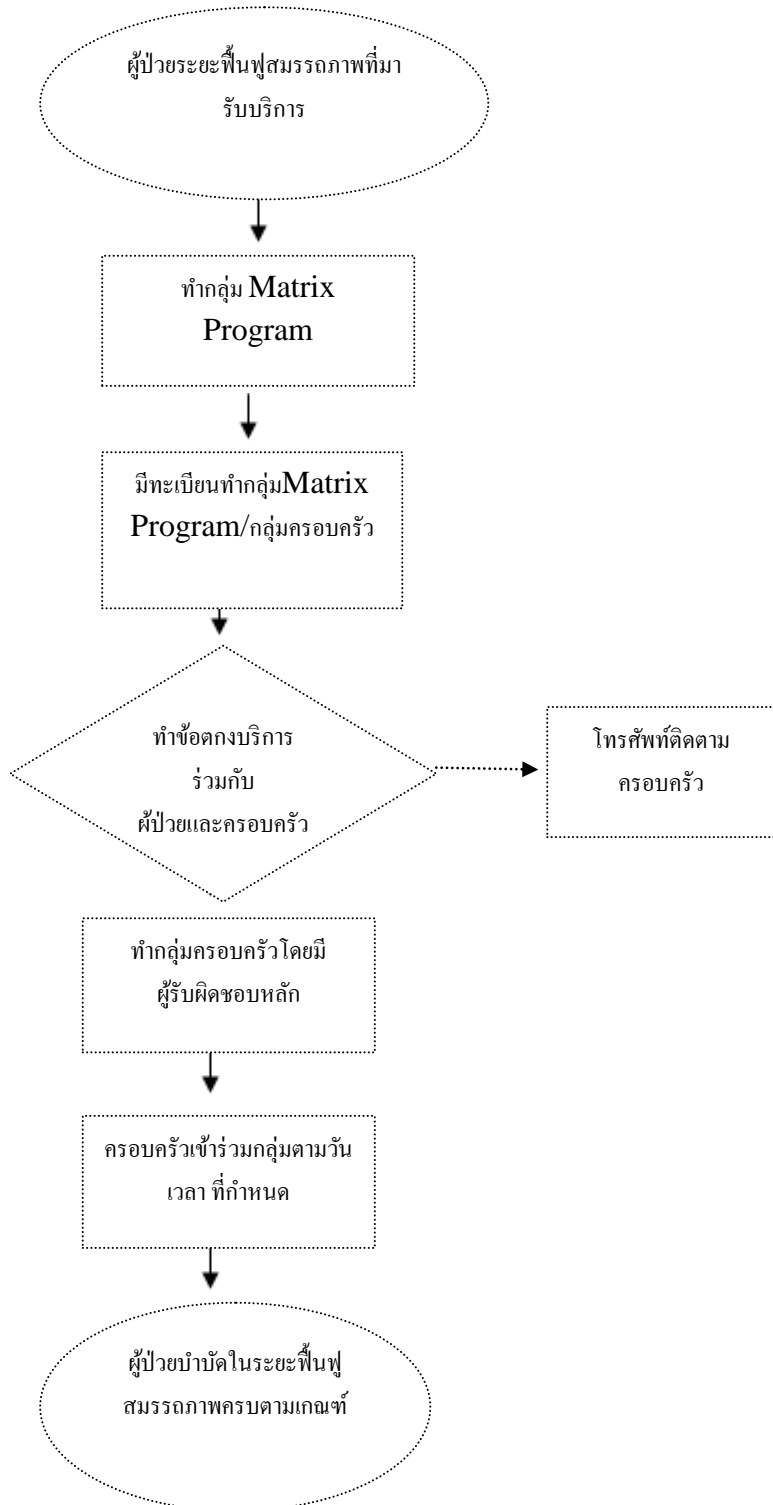 ผู้ป่วยระยะฟื้นฟูสมรรถภาพที่มา
รับบริการ
ทำกลุ่ม Matrix
Program
มีทะเบียนทำกลุ่มMatrix
Program/กลุ่มครอบครัว
ทำข้อตกงบริการ
ร่วมกับ
ผู้ป่วยและครอบครัว
โทรศัพท์ติดตาม
ครอบครัว
ทำกลุ่มครอบครัวโดยมี
ผู้รับผิดชอบหลัก
ครอบครัวเข้าร่วมกลุ่มตามวัน
เวลา ที่กำหนด
ผู้ป่วยบำบัดในระยะฟื้นฟู
สมรรถภาพครบตามเกณฑ์